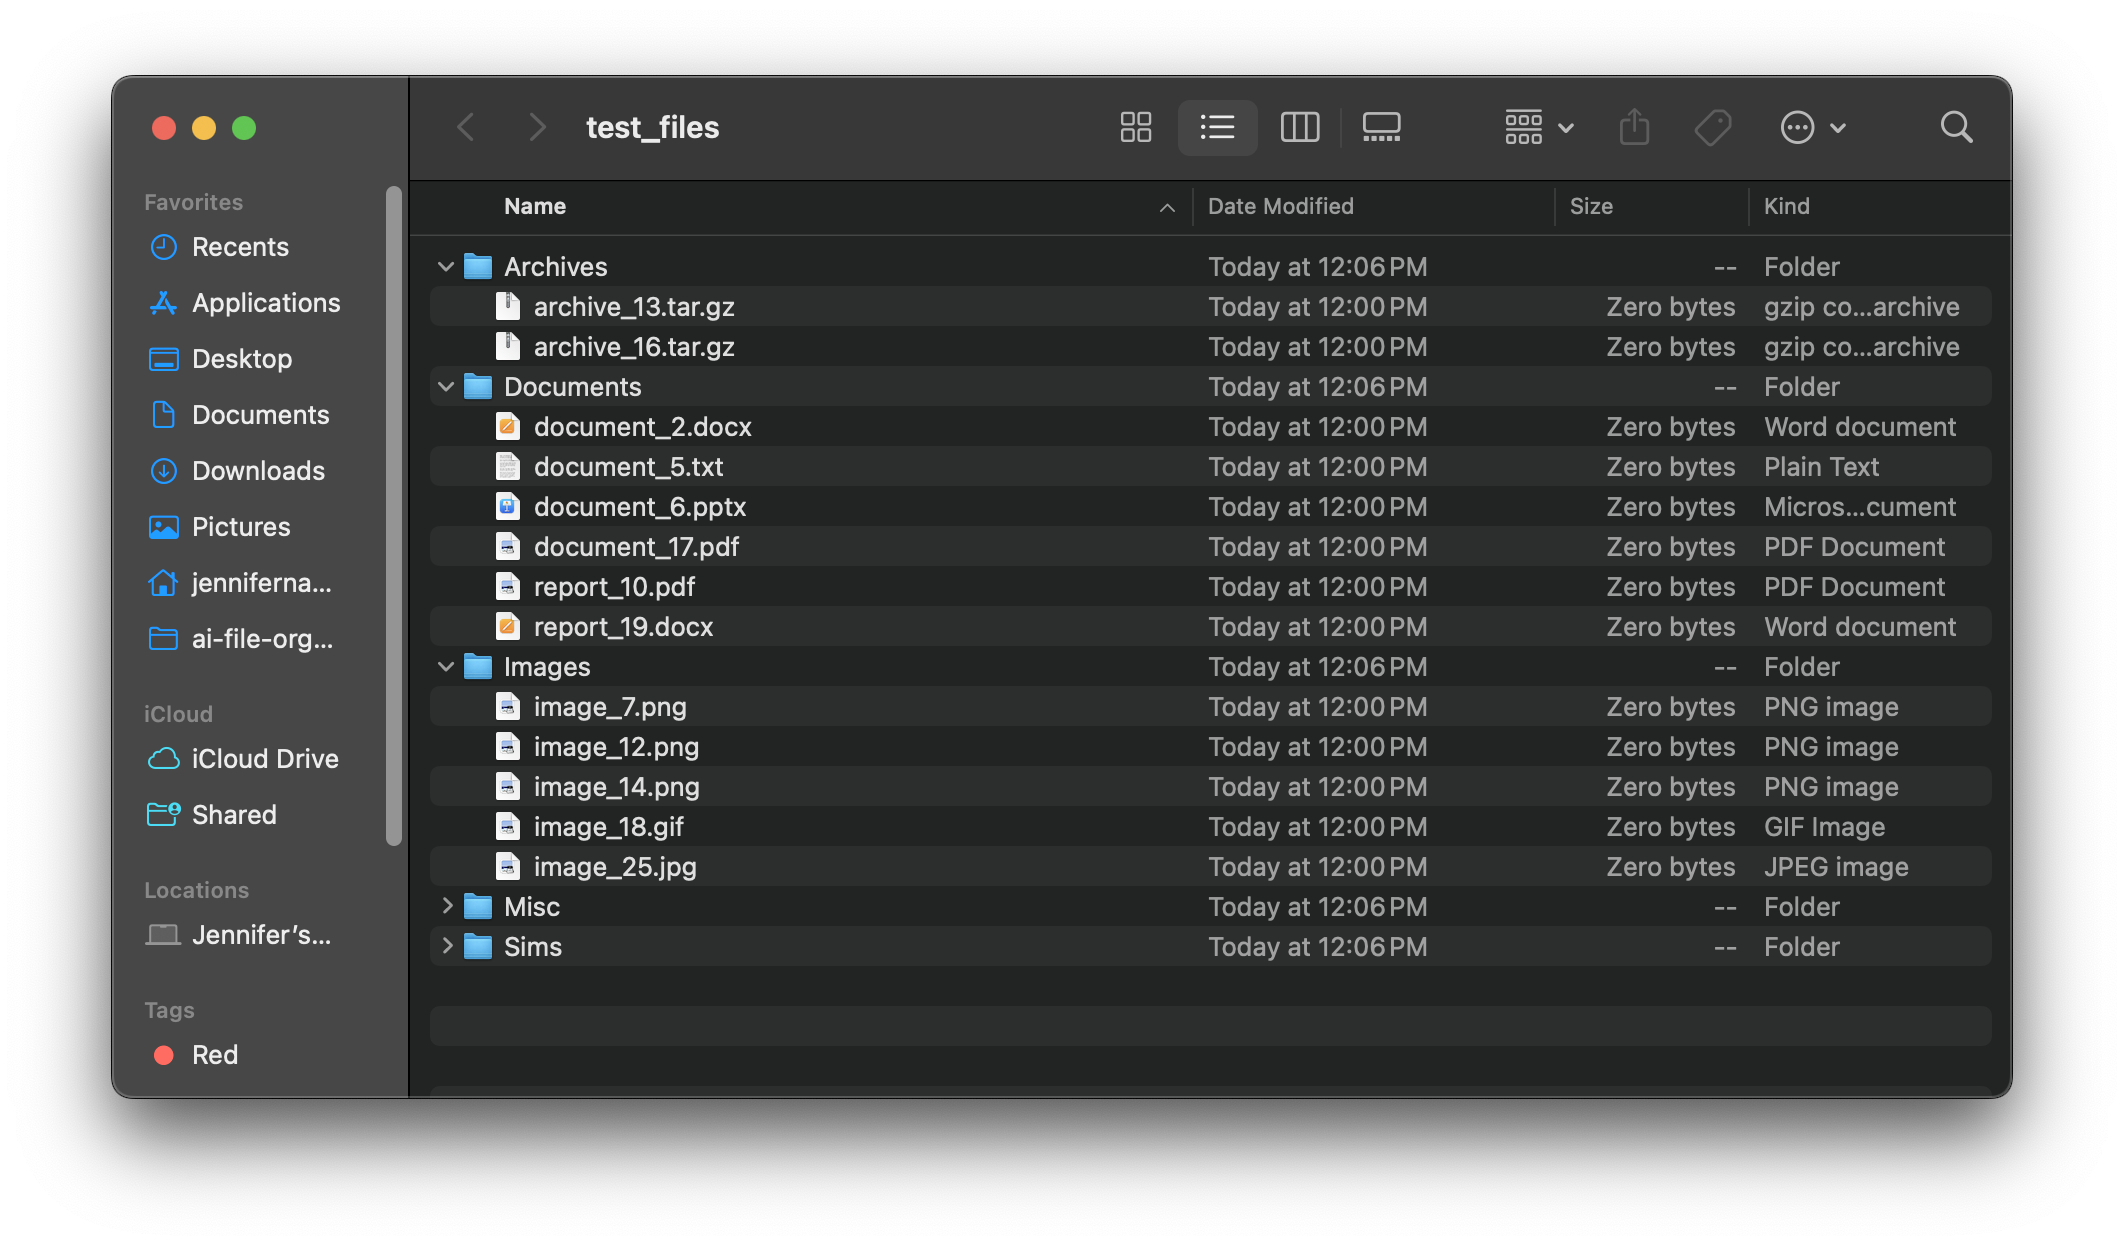 test_files
Favorites
Recents
Applications
Desktop
Documents
Downloads
Pictures
jenniferna...
ai-file-org...
iCloud
iCloud Drive
Shared
Locations
Jennifer’s...
Tags
Red
Name Date Modified Size Kind
Archives Today at 12:06 PM -- Folder
archive_13.tar.gz Today at 12:00 PM Zero bytes gzip co...archive
archive_16.tar.gz Today at 12:00 PM Zero bytes gzip co...archive
Documents Today at 12:06 PM -- Folder
document_2.docx Today at 12:00 PM Zero bytes Word document
document_5.txt Today at 12:00 PM Zero bytes Plain Text
document_6.pptx Today at 12:00 PM Zero bytes Micros...cument
document_17.pdf Today at 12:00 PM Zero bytes PDF Document
report_10.pdf Today at 12:00 PM Zero bytes PDF Document
report_19.docx Today at 12:00 PM Zero bytes Word document
Images Today at 12:06 PM -- Folder
image_7.png Today at 12:00 PM Zero bytes PNG image
image_12.png Today at 12:00 PM Zero bytes PNG image
image_14.png Today at 12:00 PM Zero bytes PNG image
image_18.gif Today at 12:00 PM Zero bytes GIF Image
image_25.jpg Today at 12:00 PM Zero bytes JPEG image
Misc Today at 12:06 PM -- Folder
Sims Today at 12:06 PM -- Folder